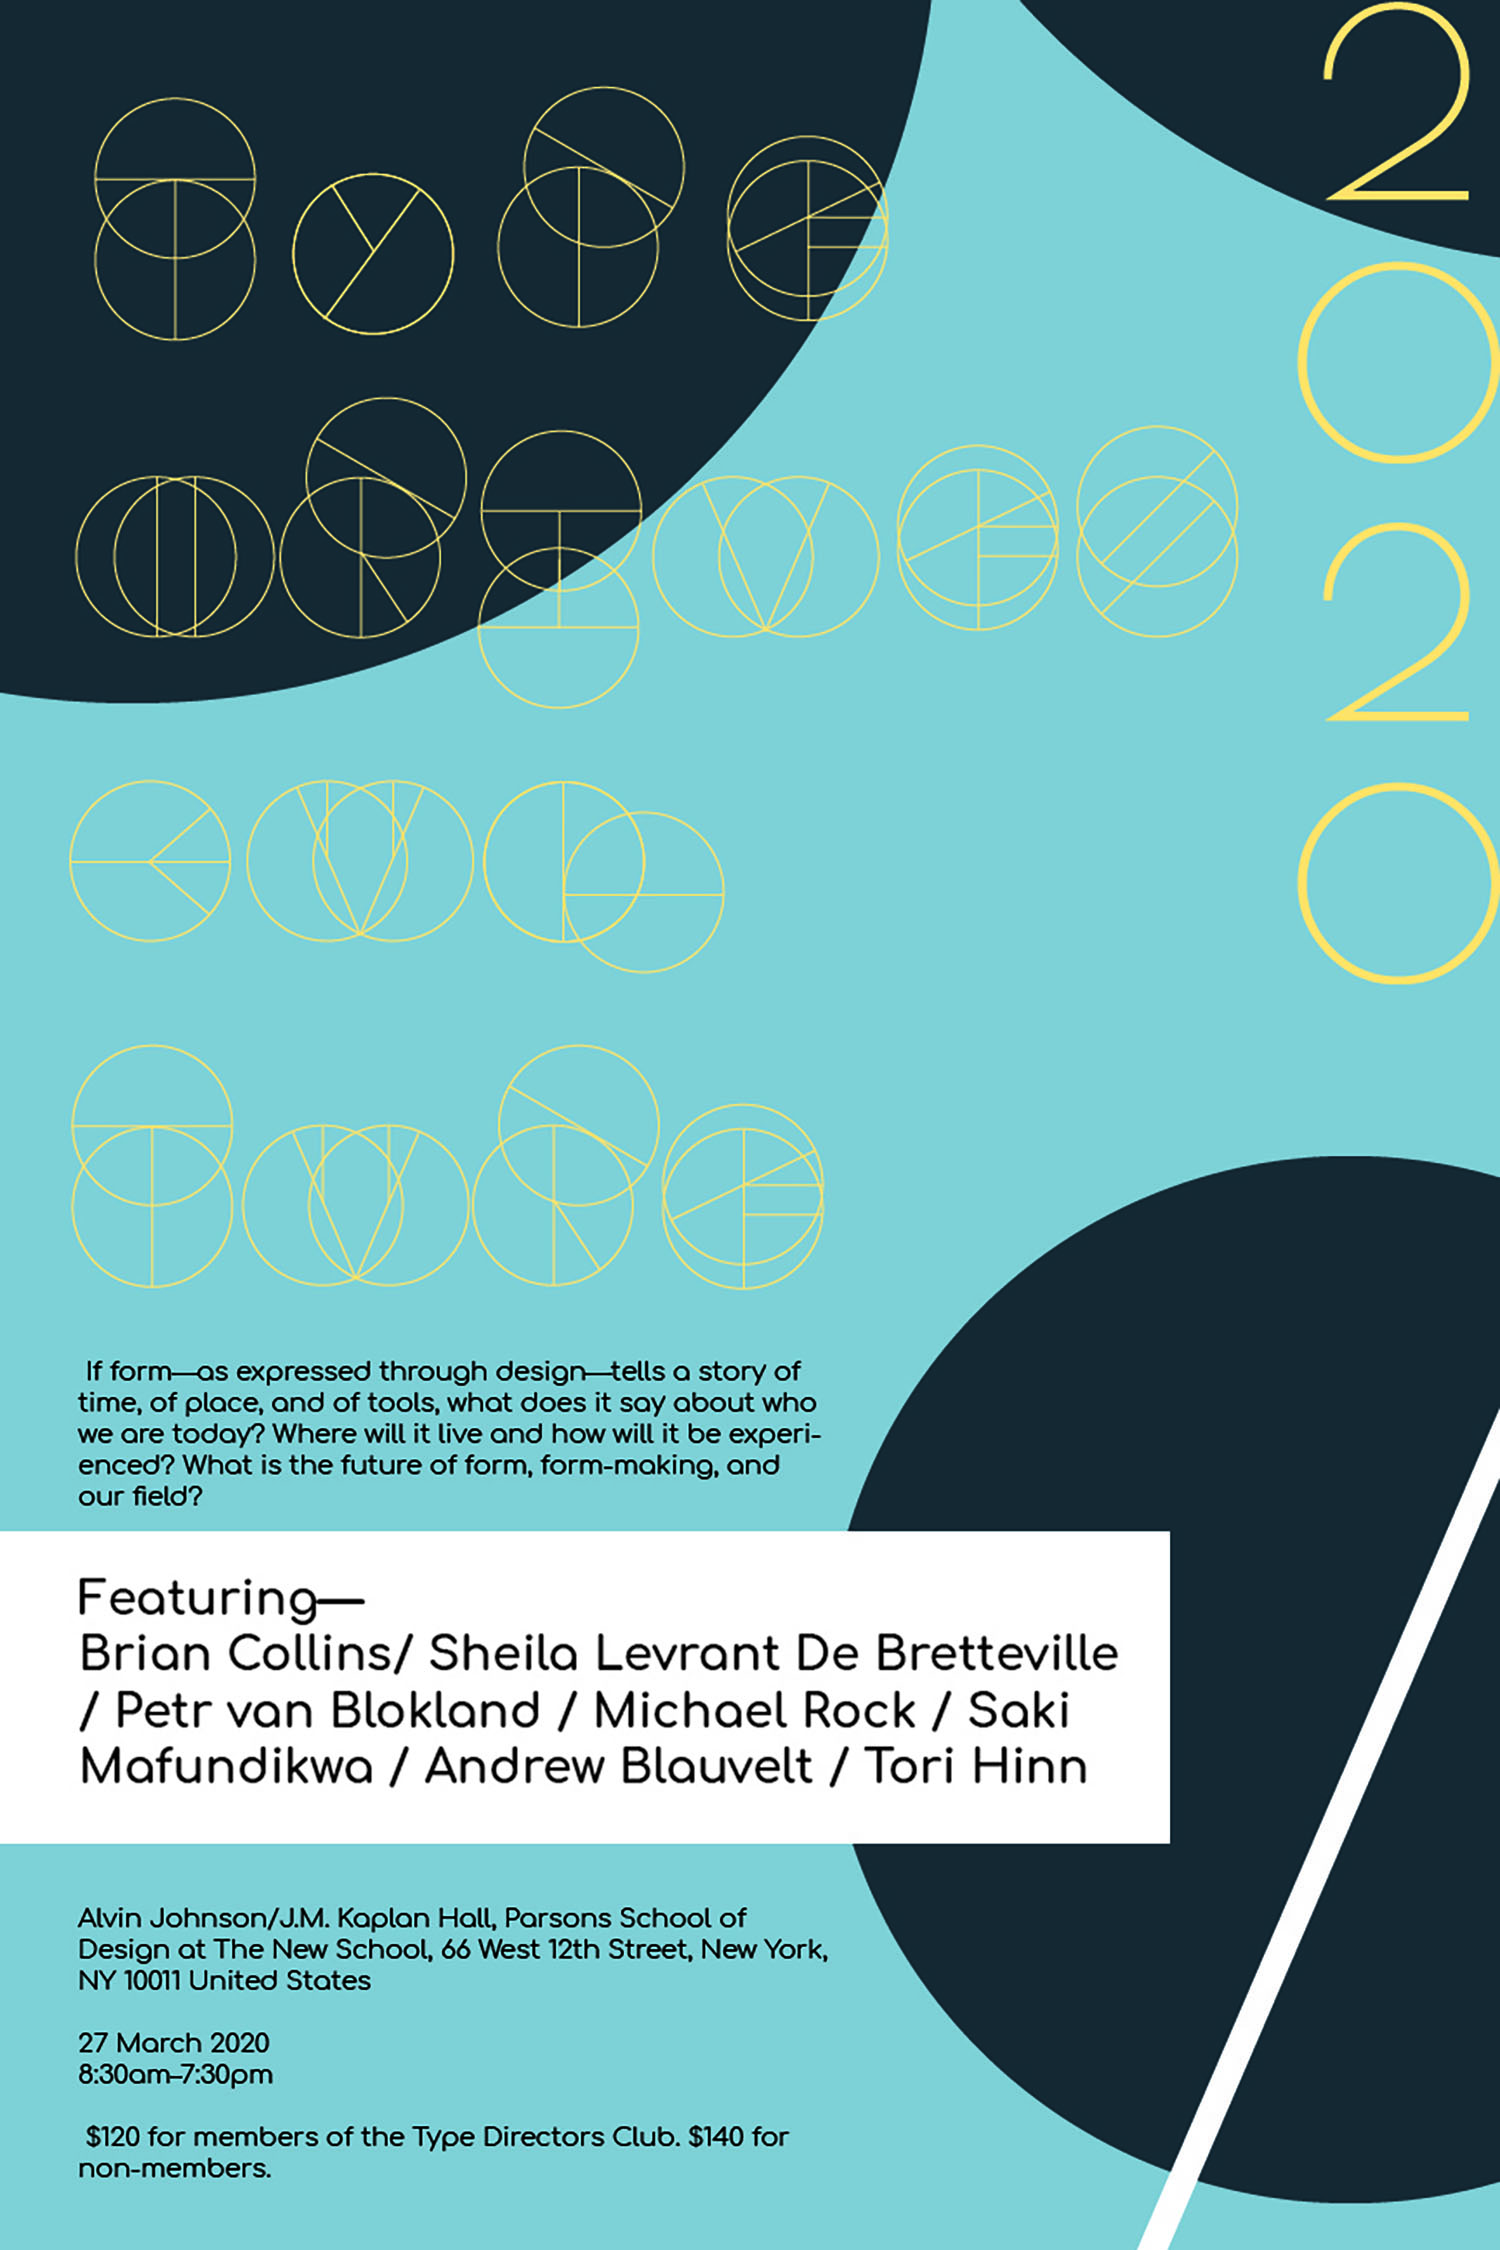 TYPE
DRIVES
CUL
TURE
2020
If form—as expressed through design—tells a story of
time, of place, and of tools, what does it say about who
we are today? Where will it live and how will it be experi-
enced? What is the future of form, form-making, and
our field?
Featuring—
Brian Collins/ Sheila Levrant De Bretteville
/ Petr van Blokland / Michael Rock / Saki
Mafundikwa / Andrew Blauvelt / Tori Hinn
Alvin Johnson/J.M. Kaplan Hall, Parsons School of
Design at The New School, 66 West 12th Street, New York,
NY 10011 United States
27 March 2020
8:30am–7:30pm
$120 for members of the Type Directors Club. $140 for
non-members.